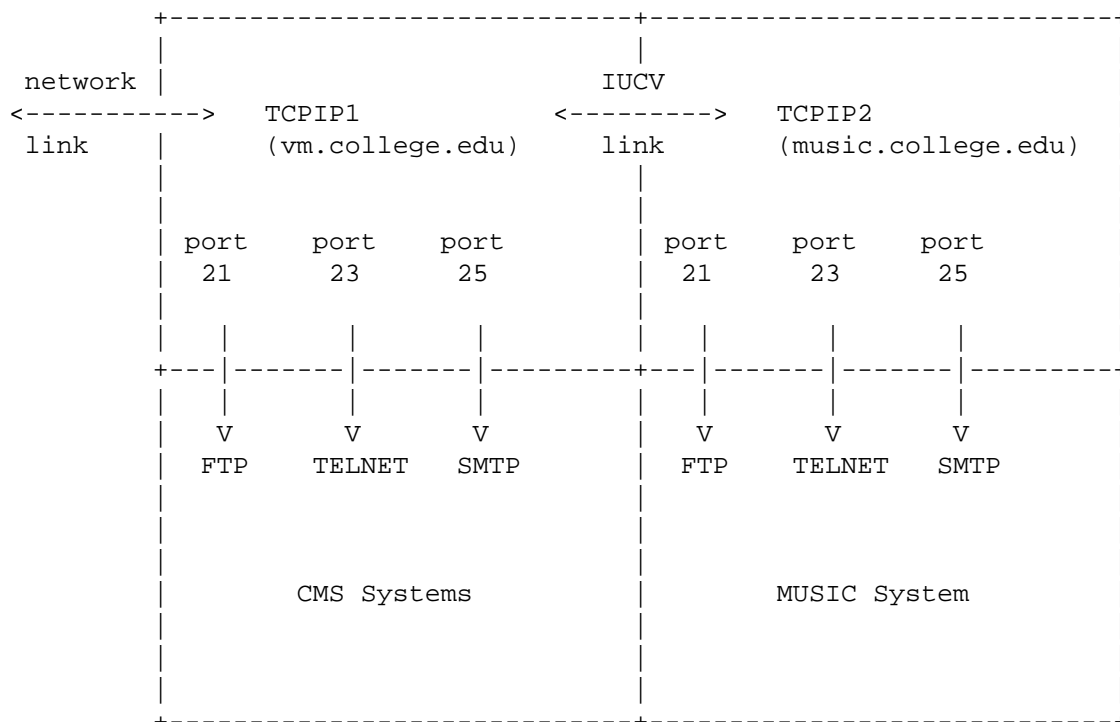 network IUCV
TCPIP1 TCPIP2
link (vm.college.edu) link (music.college.edu)
port port port port port port
21 23 25 21 23 25
V V V V V V
FTP TELNET SMTP FTP TELNET SMTP
CMS Systems MUSIC System